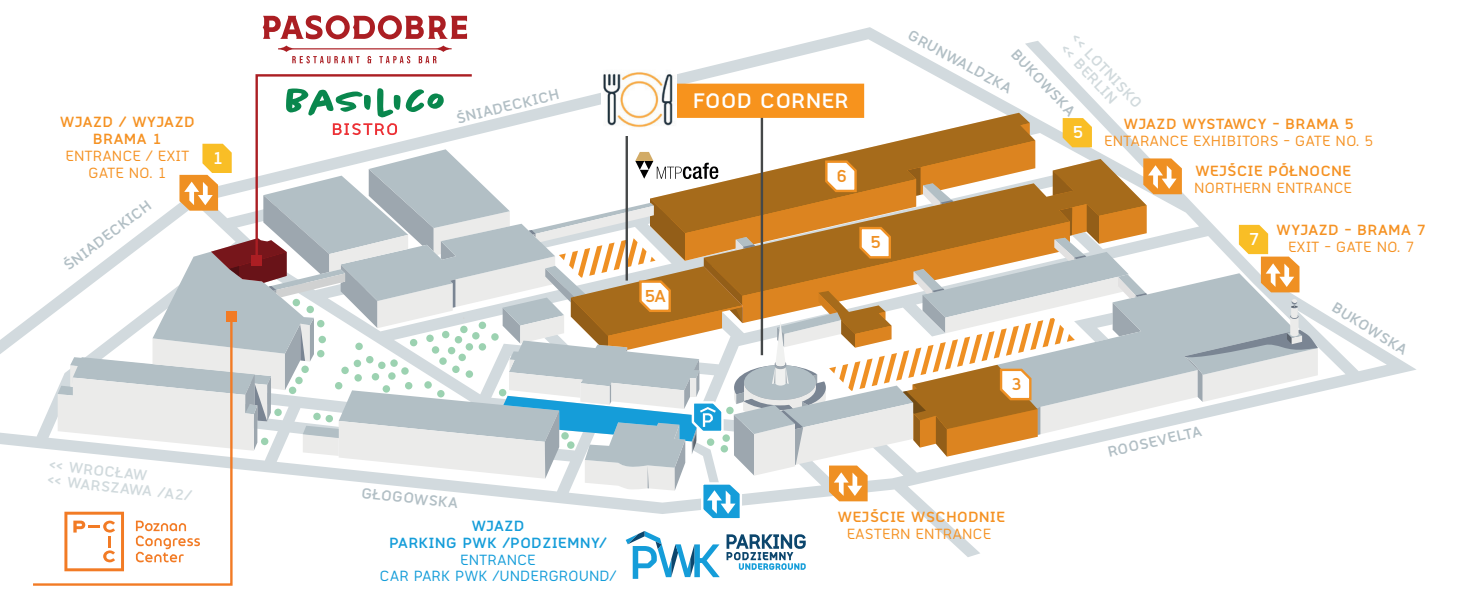 PASODOBRE
RESTAURANT & TAPAS BAR
BASILICO
BISTRO
ŚNIADECKICH
FOOD CORNER
MTPcafe
GRUNWALDZKA
BUKOWSKA
<< LOTNISKO
<< BERLIN
WJAZD / WYJAZD
BRAMA 1
ENTRANCE / EXIT
GATE NO. 1
1
5
WJAZD WYSTAWCY - BRAMA 5
ENTARANCE EXHIBITORS - GATE NO. 5
WEJŚCIE PÓŁNOCNE
NORTHERN ENTRANCE
7
WYJAZD - BRAMA 7
EXIT - GATE NO. 7
ŚNIADECKICH
6
5
5A
3
BUKOWSKA
P
ROOSEVELTA
<< WROCŁAW
<< WARSZAWA /A2/
GŁOGOWSKA
P-C
I
C
Poznan
Congress
Center
WJAZD
PARKING PWK /PODZIEMNY/
ENTRANCE
CAR PARK PWK /UNDERGROUND/
PWK
PARKING
PODZIEMNY
UNDERGROUND
WEJŚCIE WSCHODNIE
EASTERN ENTRANCE